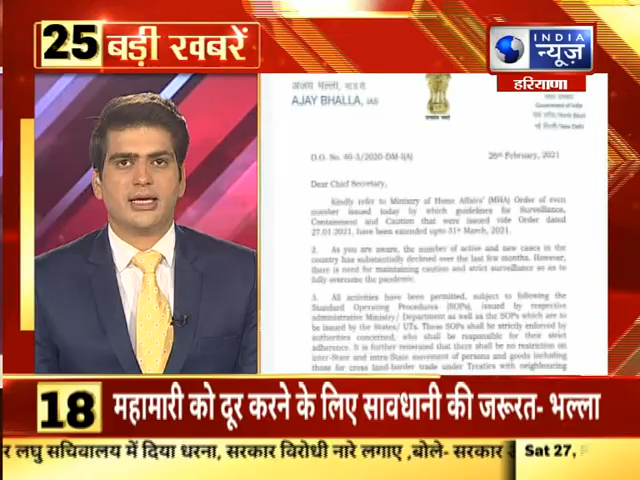 25 बड़ी खबरें
INDIA
न्यूज़
हरियाणा
अजय भल्ला,
AJAY BHALLA, IAS
Government of India
/North Block
नई दिल्ली/New Delhi
D.O. No. 40-3/2020-DM-I(A)
26th February, 2021
Dear Chief Secretary,
Kindly refer to Ministry of Home Affairs' (MHA) Order of even
number issued today by which guidelines for Surveillance,
Containment and Caution that were issued vide Order dated
27.01.2021, have been extended upto 31st March, 2021.
2. As you are aware, the number of active and new cases in the
country has substantially declined over the last few months. However,
there is need for maintaining caution and strict surveillance so as to
fully overcome the pandemic.
3. All activities have been permitted, subject to following the
Standard Operating Procedures (SOPs), issued by respective
administrative Ministry/ Department as well as the SOPs which are to
be issued by the States/ UTs. These SOPs shall be strictly enforced by
authorities concerned, who shall be responsible for their strict
adherence. It is further reiterated that there shall be no restriction on
inter-State and intra-State movement of persons and goods including
those for cross land-border trade under Treaties with neighbouring
18 महामारी को दूर करने के लिए सावधानी की जरूरत- भल्ला
र लघु सचिवालय में दिया धरना, सरकार विरोधी नारे लगाए ,बोले- सरकार
Sat 27,